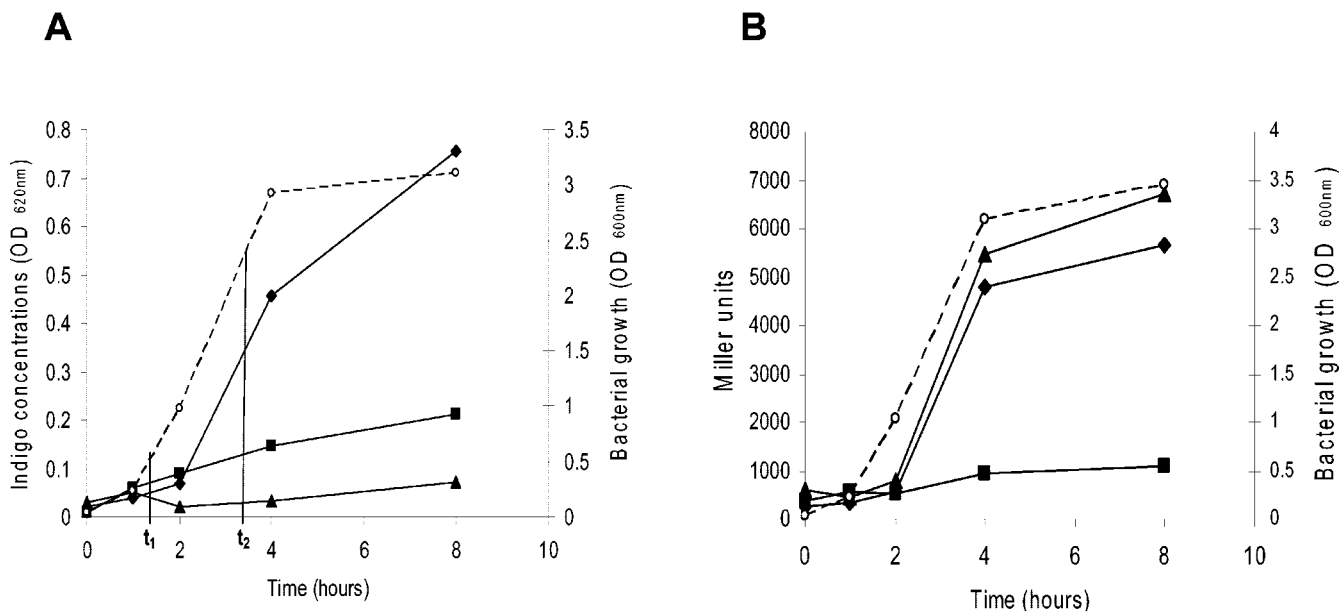 A
Indigo concentrations (OD 620nm)
0.8
0.7
0.6
0.5
0.4
0.3
0.2
0.1
0
3.5
3
2.5
2
1.5
1
0.5
0
Bacterial growth (OD 600nm)
t1
t2
0 2 4 6 8 10
Time (hours)
B
Miller units
8000
7000
6000
5000
4000
3000
2000
1000
0
4
3.5
3
2.5
2
1.5
1
0.5
0
Bacterial growth (OD 600nm)
0 2 4 6 8 10
Time (hours)